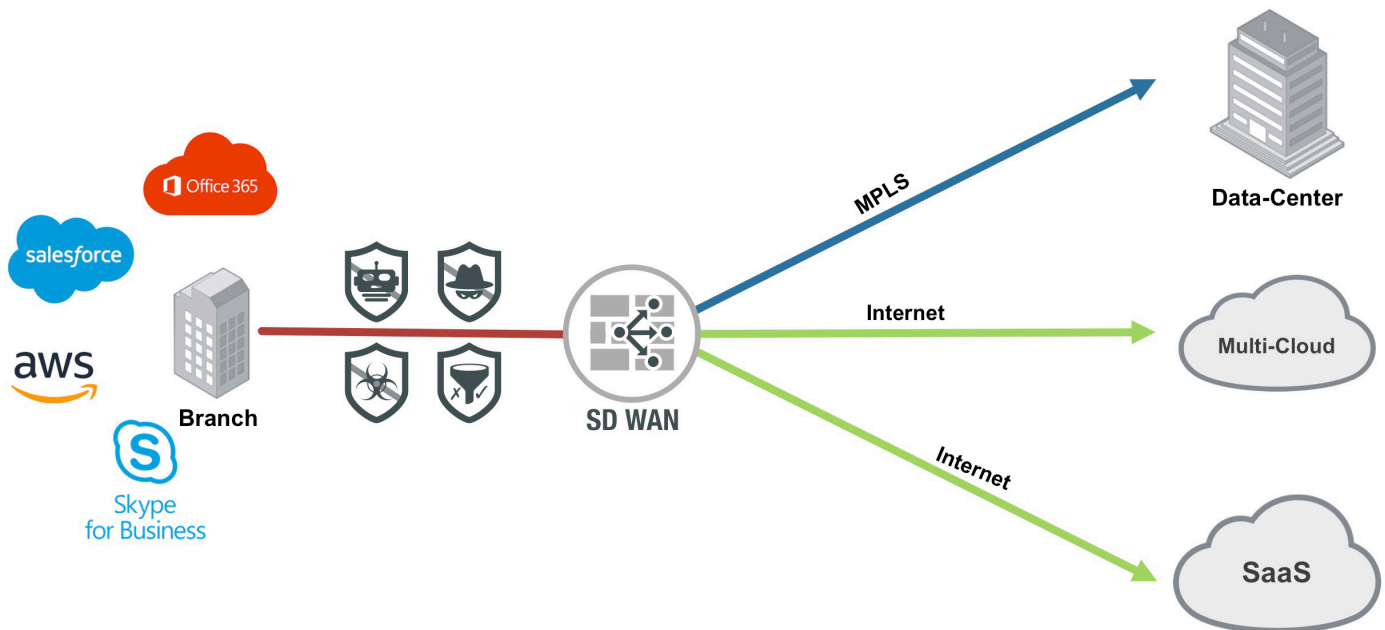 Office 365
salesforce
aws
Branch
Skype
for Business
SD WAN
MPLS
Internet
Internet
Data-Center
Multi-Cloud
SaaS